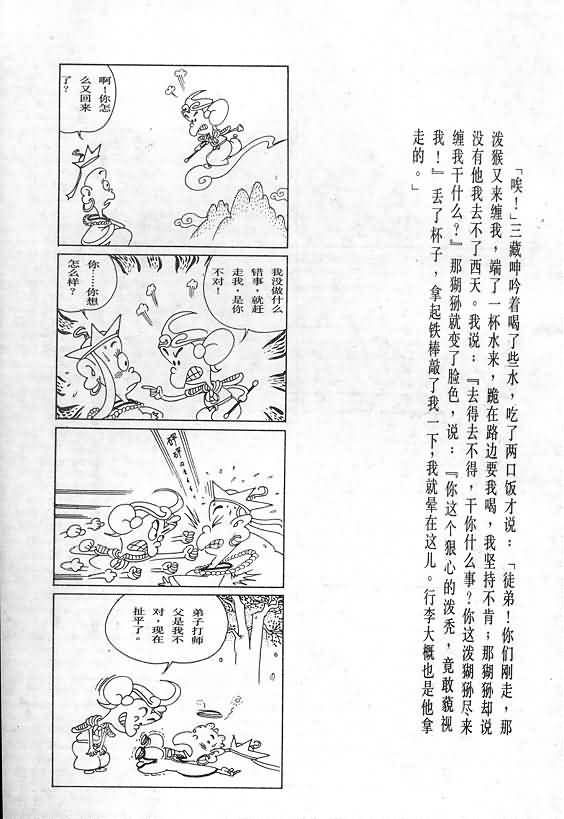 「唉！」三藏呻吟着喝了些水，吃了两口饭才说：「徒弟！你们刚走，那
泼猴又来缠我，端了一杯水来，跪在路边要我喝，我坚持不肯；那猢狲却说
没有他我去不了西天。我说：『去得去不得，干你什么事？你这泼猢狲尽来
缠我干什么？』那猢狲就变了脸色，说：『你这个狠心的泼秃，竟敢藐视
我！』丢了杯子，拿起铁棒敲了我一下；我就晕在这儿。行李大概也是他拿
走的。」
啊！你怎
么又回来
了？
我没做什么
错事，就赶
走我，是你
不对！
你……你想
怎么样？
弟子打师
父是我不
对，现在
扯平了。